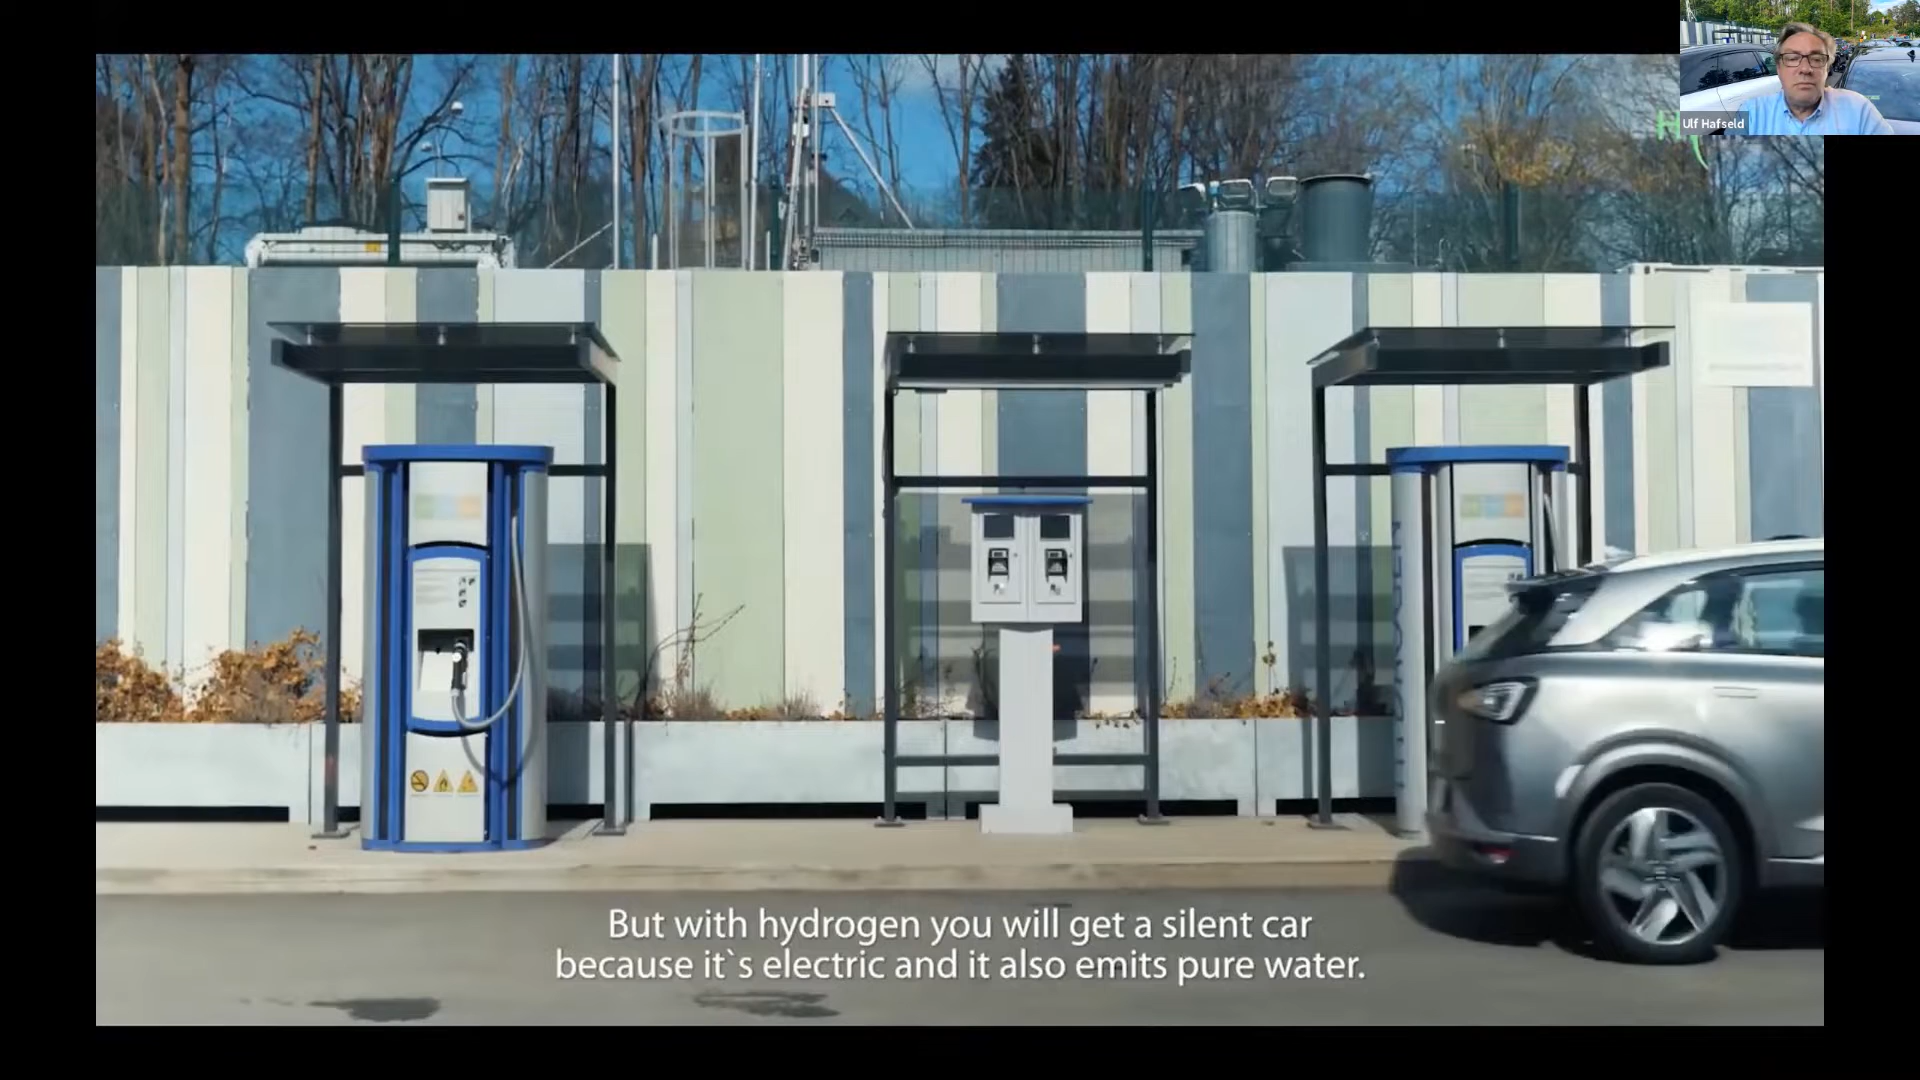 Ulf Hafseld
But with hydrogen you will get a silent car
because it`s electric and it also emits pure water.